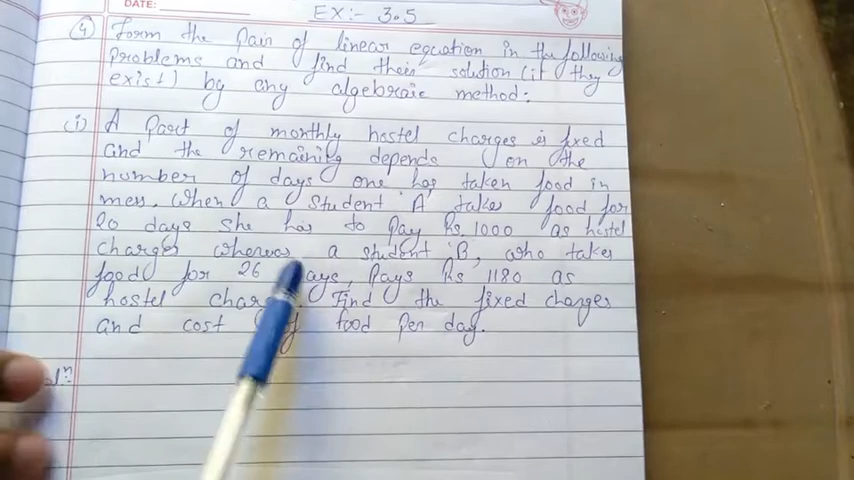 DATE:
EX:- 3.5
(4) Form the Pair of linear equation in the following
Problems and find their solution (if they
exist) by any algebraic method:
(i) A Part of monthly hostel charges is fixed
and the remaining depends on the
number of days one has taken food in
mess. When a Student 'A' takes food for
20 days she has to Pay Rs. 1000 as hostel
charges whereas a student 'B', who takes
food for 26 days, Pays Rs 1180 as
hostel Find the fixed charges
and cost of food Per day.